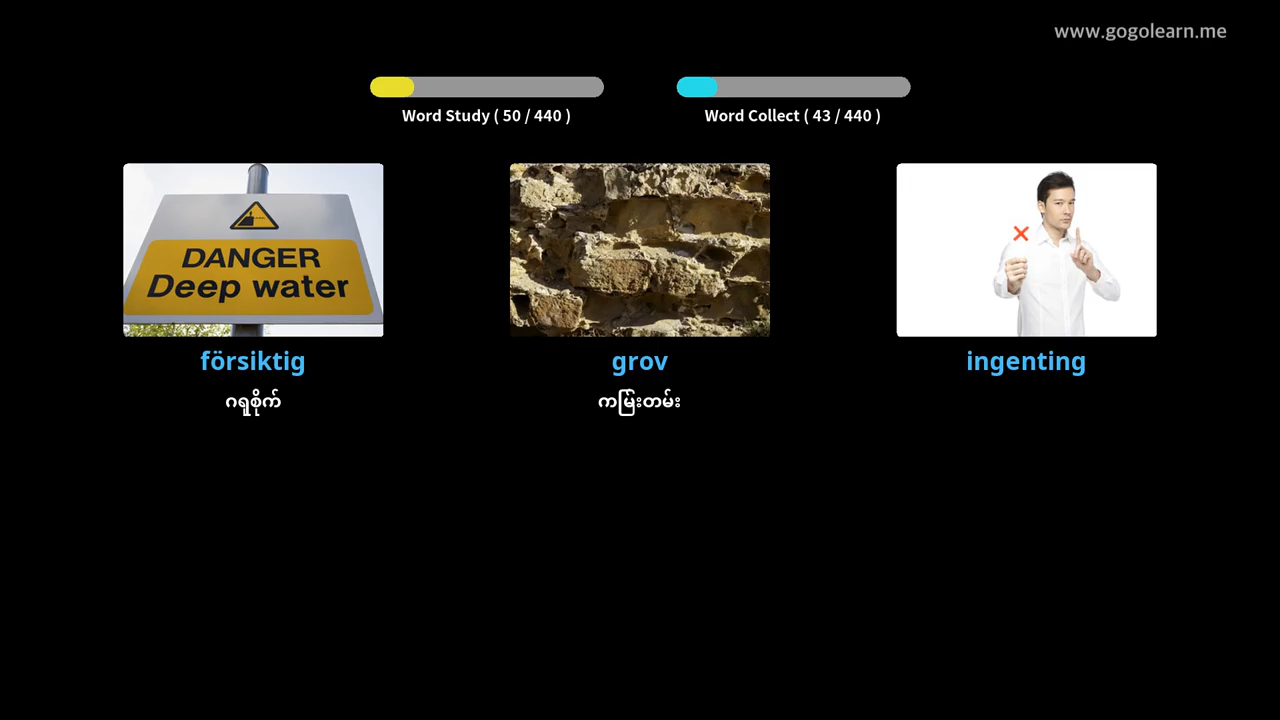 www.gogolearn.me
Word Study ( 50 / 440 )
Word Collect ( 43 / 440 )
DANGER
Deep water
försiktig
grov
ingenting
ဂရုစိုက်
ကမြ်းတမ်း